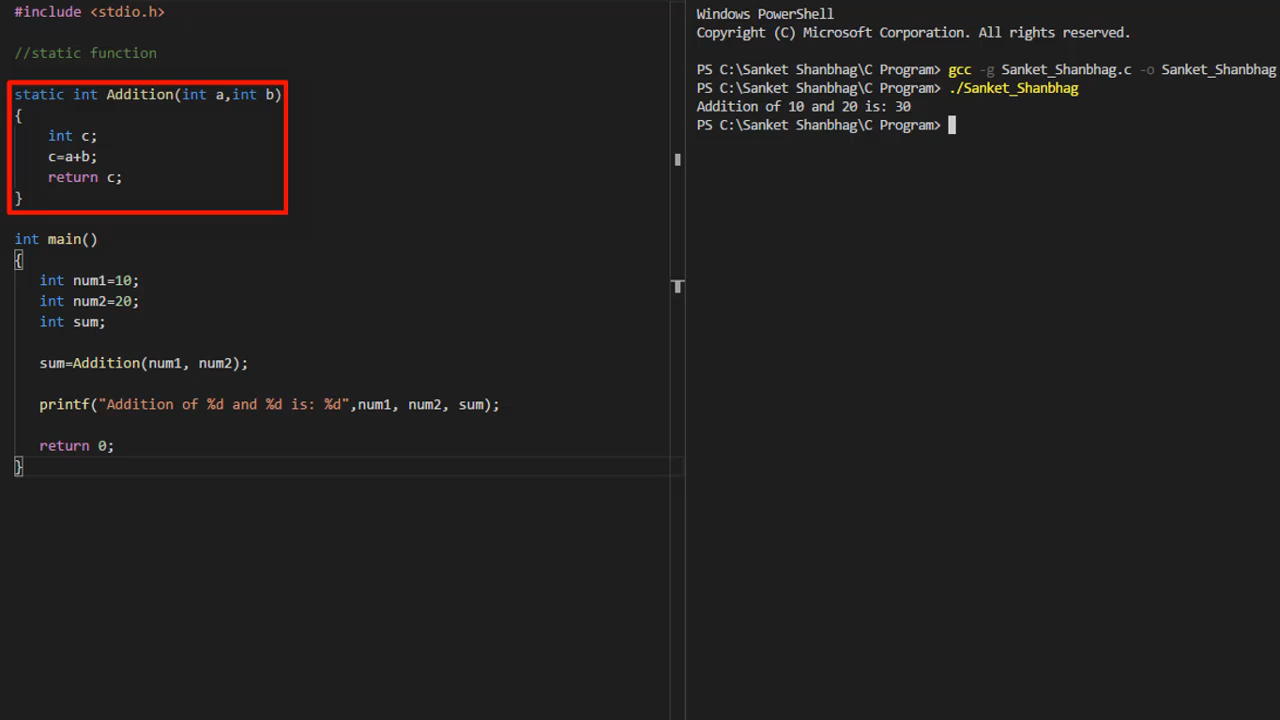 #include <stdio.h>
//static function
static int Addition(int a,int b)
{
int c;
c=a+b;
return c;
}
int main()
{
int num1=10;
int num2=20;
int sum;
sum=Addition(num1, num2);
printf("Addition of %d and %d is: %d",num1, num2, sum);
return 0;
}
Windows PowerShell
Copyright (C) Microsoft Corporation. All rights reserved.
PS C:\Sanket Shanbhag\C Program> gcc -g Sanket_Shanbhag.c -o Sanket_Shanbhag
PS C:\Sanket Shanbhag\C Program> ./Sanket_Shanbhag
Addition of 10 and 20 is: 30
PS C:\Sanket Shanbhag\C Program>